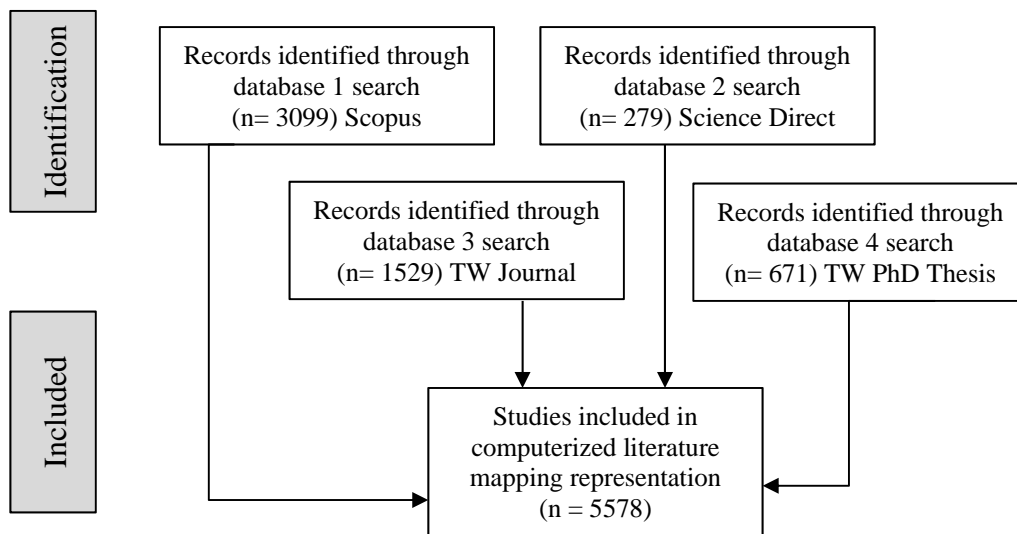 Identification
Records identified through
database 1 search
(n= 3099) Scopus
Records identified through
database 2 search
(n= 279) Science Direct
Records identified through
database 3 search
(n= 1529) TW Journal
Records identified through
database 4 search
(n= 671) TW PhD Thesis
Included
Studies included in
computerized literature
mapping representation
(n = 5578)